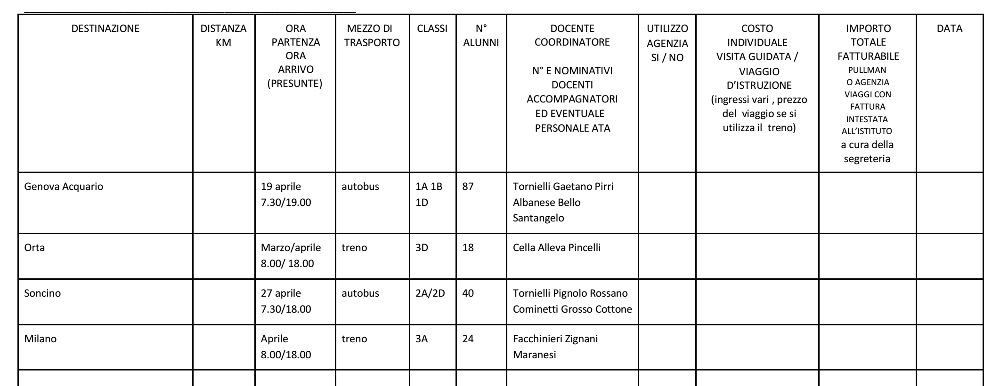 DESTINAZIONE
DISTANZA
KM
ORA
PARTENZA
ORA
ARRIVO
(PRESUNTE)
MEZZO DI
TRASPORTO
CLASSI
N°
ALUNNI
DOCENTE
COORDINATORE
N° E NOMINATIVI
DOCENTI
ACCOMPAGNATORI
ED EVENTUALE
PERSONALE ATA
UTILIZZO
AGENZIA
SI / NO
COSTO
INDIVIDUALE
VISITA GUIDATA /
VIAGGIO
D’ISTRUZIONE
(ingressi vari , prezzo
del  viaggio se si
utilizza il  treno)
IMPORTO
TOTALE
FATTURABILE
PULLMAN
O AGENZIA
VIAGGI CON
FATTURA
INTESTATA
ALL’ISTITUTO
a cura della
segreteria
DATA
Genova Acquario
19 aprile
7.30/19.00
autobus
1A 1B
1D
87
Tornielli Gaetano Pirri
Albanese Bello
Santangelo
Orta
Marzo/aprile
8.00/ 18.00
treno
3D
18
Cella Alleva Pincelli
Soncino
27 aprile
7.30/18.00
autobus
2A/2D
40
Tornielli Pignolo Rossano
Cominetti Grosso Cottone
Milano
Aprile
8.00/18.00
treno
3A
24
Facchinieri Zignani
Maranesi